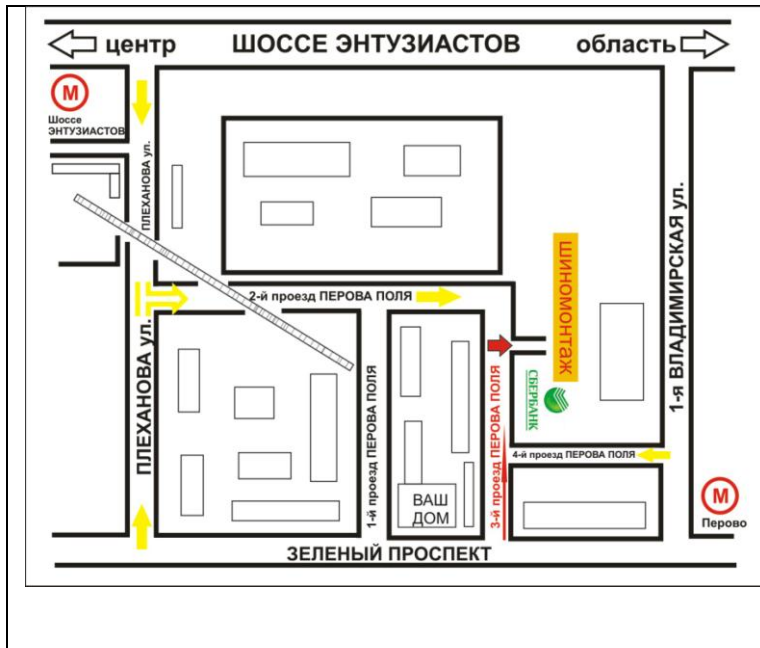 центр
ШОССЕ ЭНТУЗИАСТОВ
область
М
Шоссе
ЭНТУЗИАСТОВ
ПЛЕХАНОВА ул.
2-й проезд ПЕРОВА ПОЛЯ
ШИНОМОНТАЖ
СБЕРБАНК
1-я ВЛАДИМИРСКАЯ ул.
ПЛЕХАНОВА ул.
1-й проезд ПЕРОВА ПОЛЯ
3-й проезд ПЕРОВА ПОЛЯ
4-й проезд ПЕРОВА ПОЛЯ
ВАШ
ДОМ
М
Перово
ЗЕЛЕНЫЙ ПРОСПЕКТ